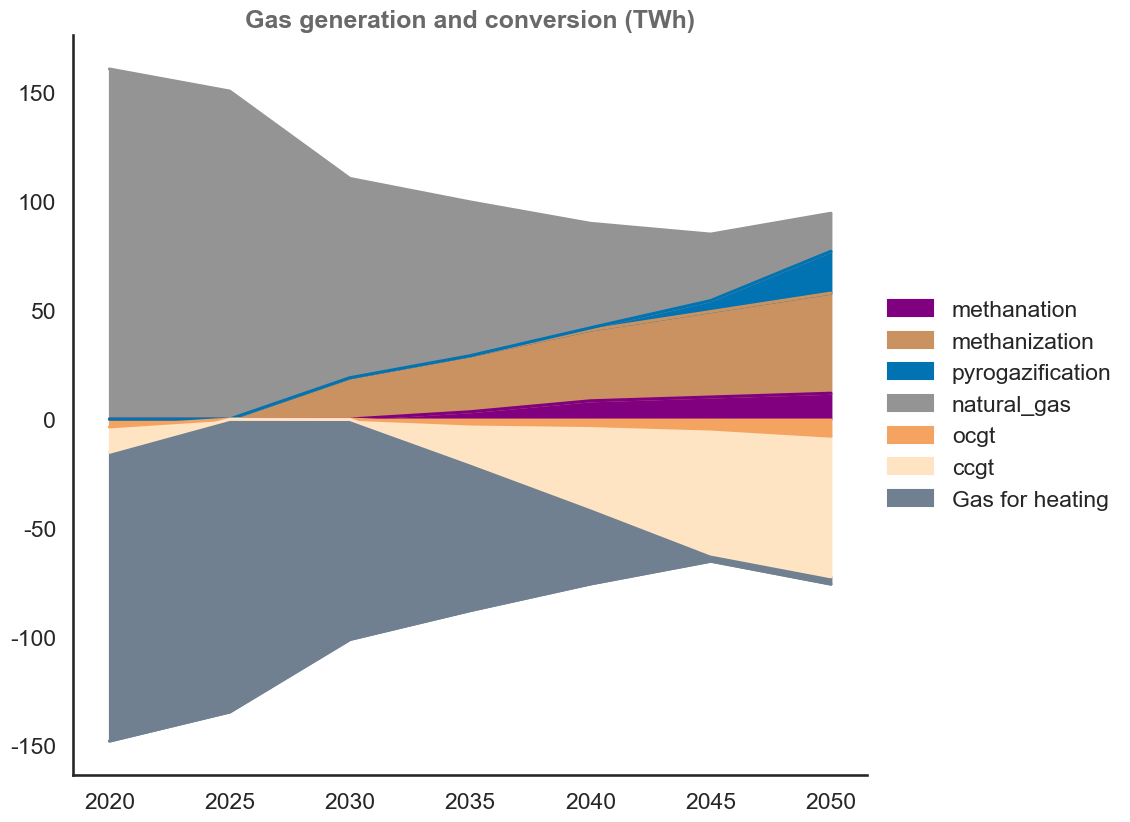 Gas generation and conversion (TWh)
150
100
50
0
-50
-100
-150
2020 2025 2030 2035 2040 2045 2050
methanation
methanization
pyrogazification
natural_gas
ocgt
ccgt
Gas for heating